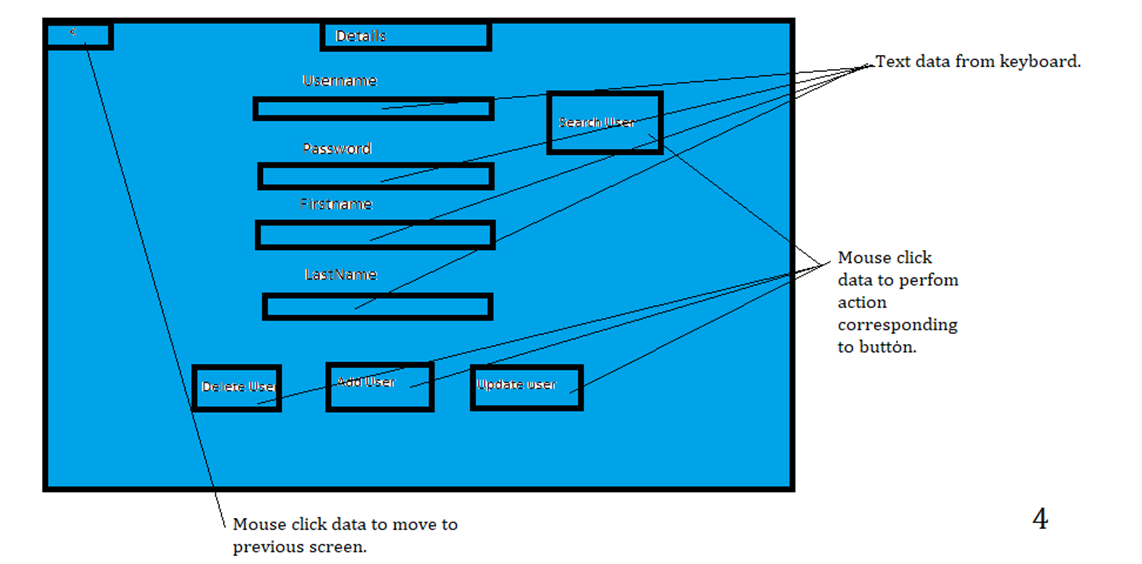 Details
Username
Password
Firstname
LastName
Search User
Delete User
Add User
Update user
Text data from keyboard.
Mouse click
data to perfom
action
corresponding
to button.
Mouse click data to move to
previous screen.
4